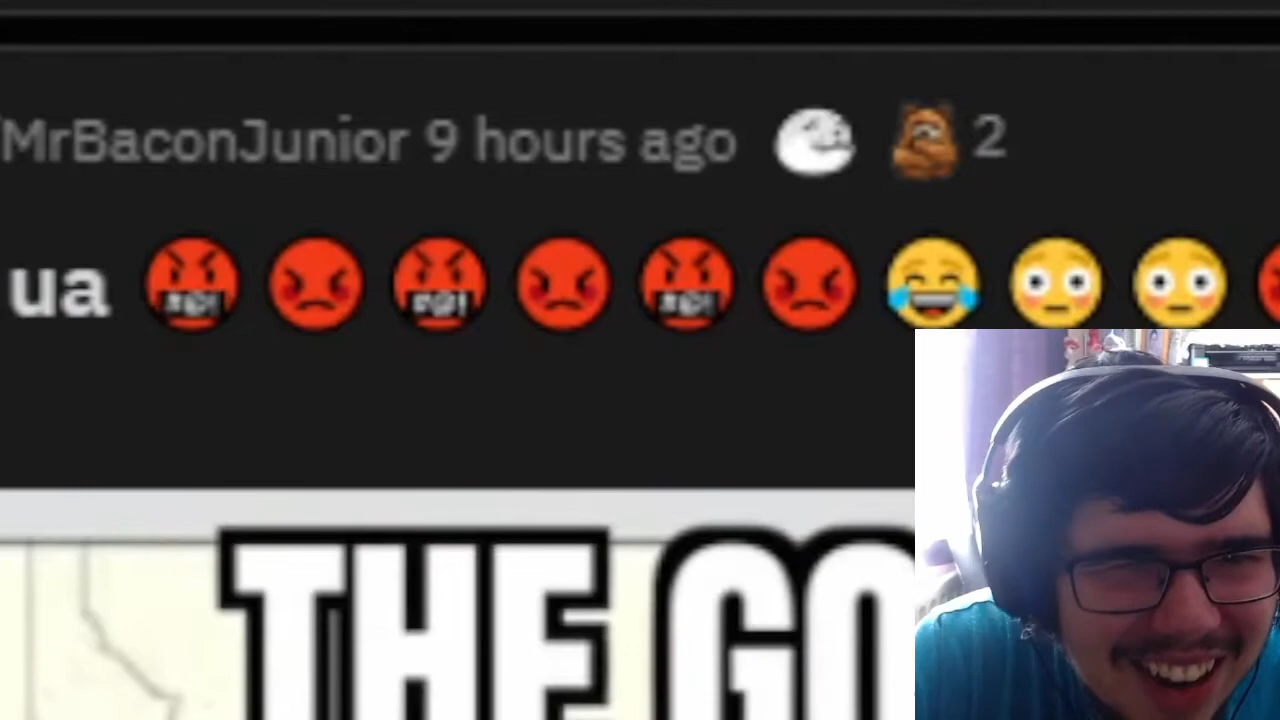 /MrBaconJunior 9 hours ago 2
ua 🤬😡🤬😡🤬😡😂😳😳
THE GO